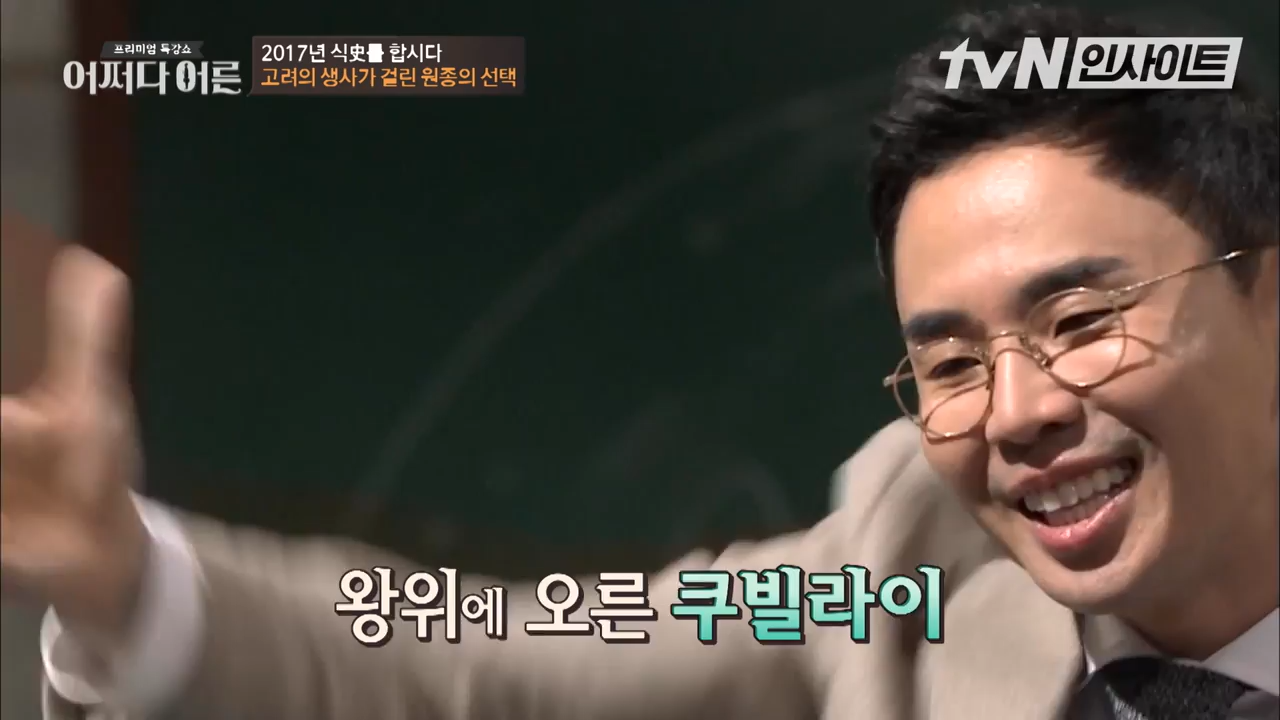 프리미엄 특강쇼
어쩌다 어른
2017년 식史를 합시다
고려의 생사가 걸린 원종의 선택
tvN 인사이트
왕위에 오른 쿠빌라이